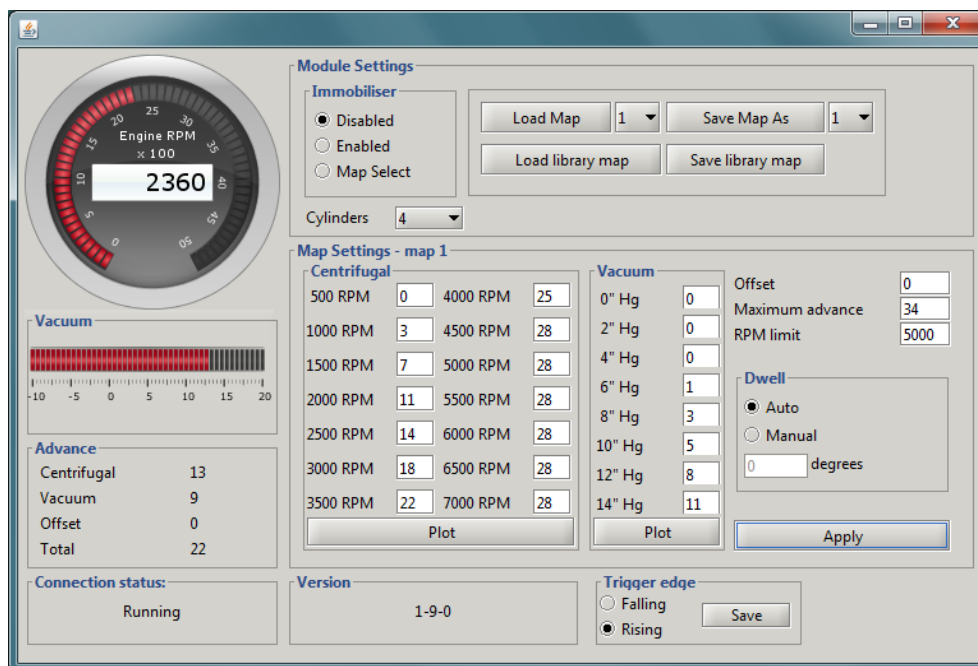 Engine RPM
x 100
2360
0
5
10
15
20
25
30
35
40
45
50
Vacuum
-10 -5 0 5 10 15 20
Advance
Centrifugal 13
Vacuum 9
Offset 0
Total 22
Connection status:
Running
Module Settings
Immobiliser
Disabled
Enabled
Map Select
Load Map 1 Save Map As 1
Load library map Save library map
Cylinders 4
Map Settings - map 1
Centrifugal
500 RPM 0 4000 RPM 25
1000 RPM 3 4500 RPM 28
1500 RPM 7 5000 RPM 28
2000 RPM 11 5500 RPM 28
2500 RPM 14 6000 RPM 28
3000 RPM 18 6500 RPM 28
3500 RPM 22 7000 RPM 28
Plot
Vacuum
0" Hg 0
2" Hg 0
4" Hg 0
6" Hg 1
8" Hg 3
10" Hg 5
12" Hg 8
14" Hg 11
Plot
Offset 0
Maximum advance 34
RPM limit 5000
Dwell
Auto
Manual
0 degrees
Apply
Version
1-9-0
Trigger edge
Falling
Rising
Save